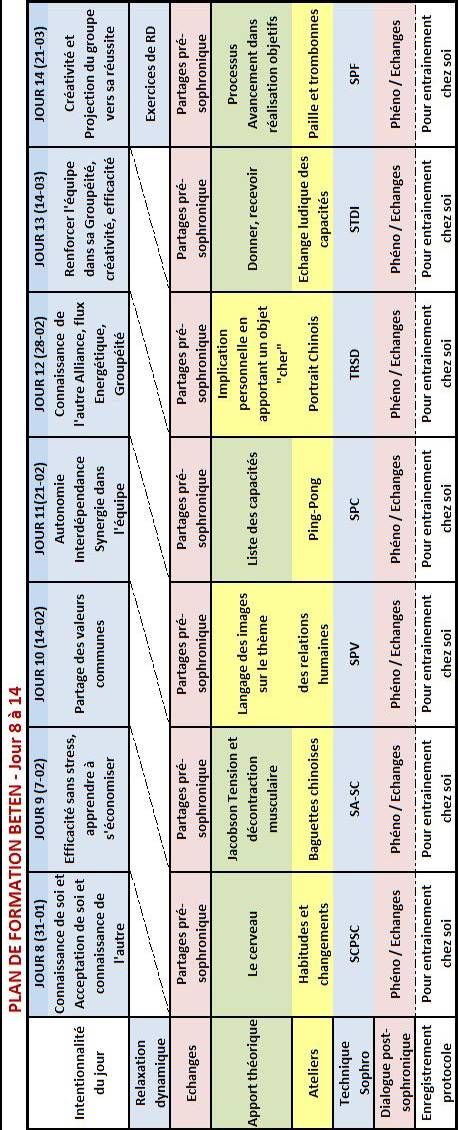 PLAN DE FORMATION BETEN - Jour 8 à 14
JOUR 8 (31-01)
JOUR 9 (7-02)
JOUR 10 (14-02)
JOUR 11(21-02)
JOUR 12 (28-02)
JOUR 13 (14-03)
JOUR 14 (21-03)
Intentionnalité
du jour
Connaissance de soi et
Acceptation de soi et
connaissance de
l'autre
Efficacité sans stress,
apprendre à
s'économiser
Partage des valeurs
communes
Autonomie
Interdépendance
Synergie dans
l'équipe
Connaissance de
l'autre Alliance, flux
Energétique,
Groupéité
Renforcer l'équipe
dans sa Groupéité,
créativité, efficacité
Créativité et
Projection du groupe
vers sa réussite
Relaxation
dynamique
Exercices de RD
Echanges
Partages pré-
sophronique
Partages pré-
sophronique
Partages pré-
sophronique
Partages pré-
sophronique
Partages pré-
sophronique
Partages pré-
sophronique
Partages pré-
sophronique
Apport théorique
Le cerveau
Jacobson Tension et
décontraction
musculaire
Langage des images
sur le thème
Liste des capacités
Implication
personnelle en
apportant un objet
"cher"
Donner, recevoir
Processus
Avancement dans
réalisation objetifs
Ateliers
Habitudes et
changements
Baguettes chinoises
des relations
humaines
Ping-Pong
Portrait Chinois
Echange ludique des
capacités
Paille et trombonnes
Technique
Sophro
SCPSC
SA-SC
SPV
SPC
TRSD
STDI
SPF
Dialogue post-
sophronique
Phéno / Echanges
Phéno / Echanges
Phéno / Echanges
Phéno / Echanges
Phéno / Echanges
Phéno / Echanges
Phéno / Echanges
Enregistrement
protocole
Pour entrainement
chez soi
Pour entrainement
chez soi
Pour entrainement
chez soi
Pour entrainement
chez soi
Pour entrainement
chez soi
Pour entrainement
chez soi
Pour entrainement
chez soi